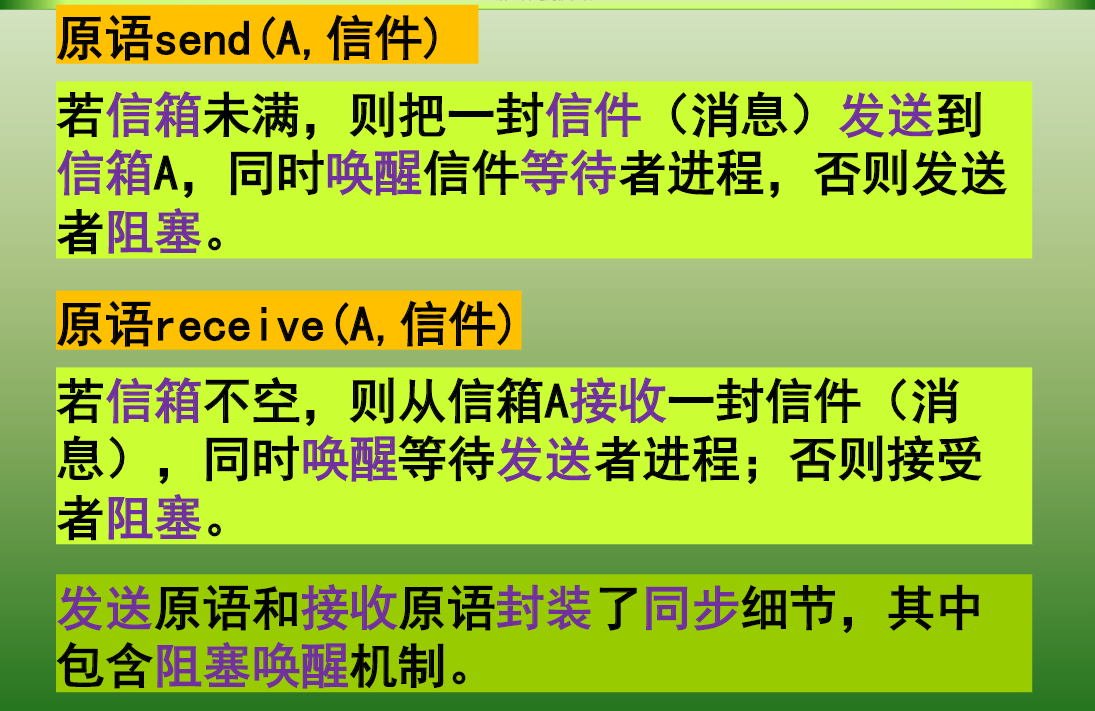 原语send(A,信件)
若信箱未满，则把一封信件（消息）发送到
信箱A，同时唤醒信件等待者进程，否则发送
者阻塞。
原语receive(A,信件)
若信箱不空，则从信箱A接收一封信件（消
息），同时唤醒等待发送者进程；否则接受
者阻塞。
发送原语和接收原语封装了同步细节，其中
包含阻塞唤醒机制。